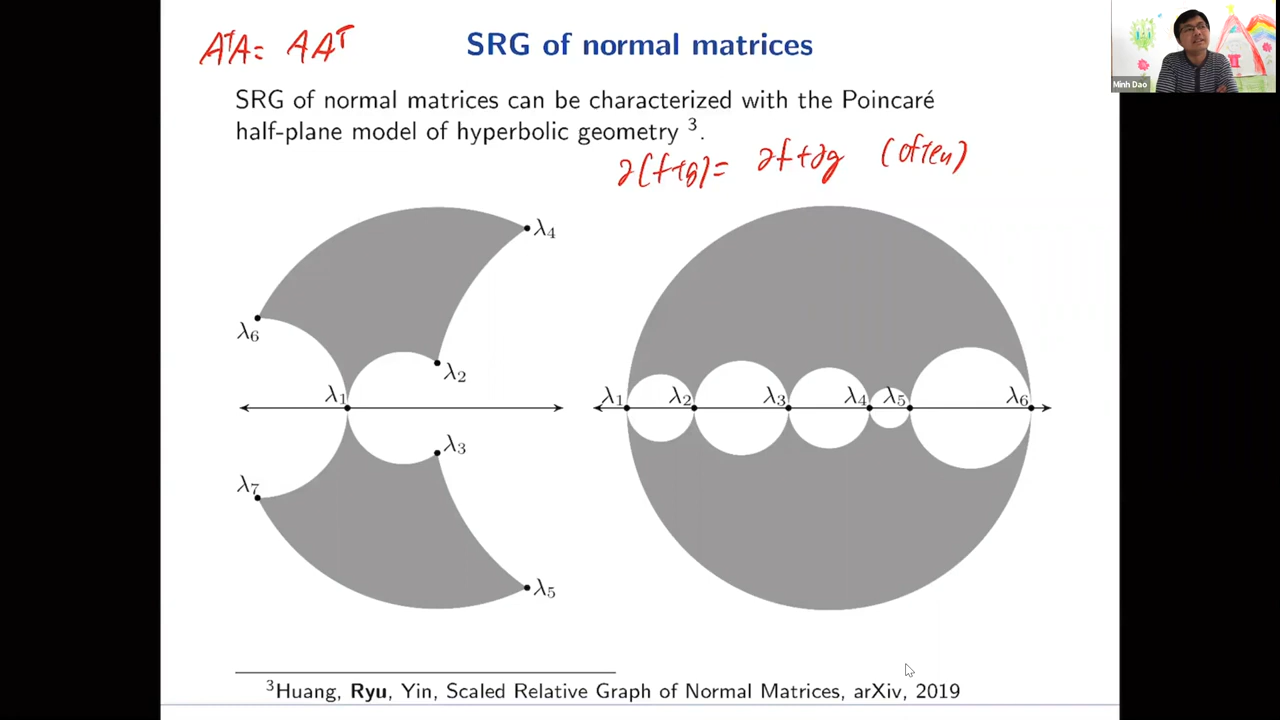 AᵀA = AAᵀ
SRG of normal matrices
Minh Dao
SRG of normal matrices can be characterized with the Poincaré
half-plane model of hyperbolic geometry ³.
∂(f+g) = ∂f+∂g (often)
λ4
λ6
λ2
λ1
λ3
λ7
λ5
λ1 λ2 λ3 λ4 λ5 λ6
³Huang, Ryu, Yin, Scaled Relative Graph of Normal Matrices, arXiv, 2019